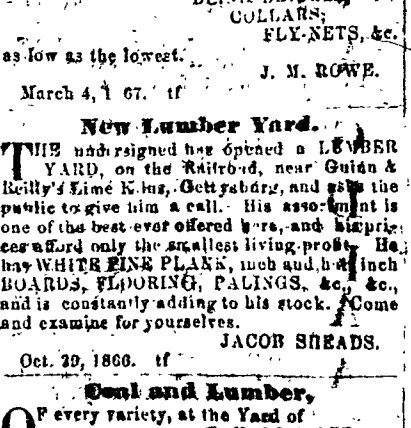 COLLARS,
FLY-NETS, &c.
as low as the lowest.
J. M. ROWE.
March 4, 67. tf
New Lumber Yard.
THE undersigned has opened a LUMBER
YARD, on the Railroad, near Guinn &
Reilly's Lime Kilns, Gettysburg, and asks the
public to give him a call. His assortment is
one of the best ever offered here, and his pri-
ces afford only the smallest living profit. He
has WHITE PINE PLANK, inch and half inch
BOARDS, FLOORING, PALINGS, &c., &c.,
and is constantly adding to his stock. Come
and examine for yourselves.
JACOB SHEADS.
Oct. 29, 1866. tf
Coal and Lumber,
OF every variety, at the Yard of